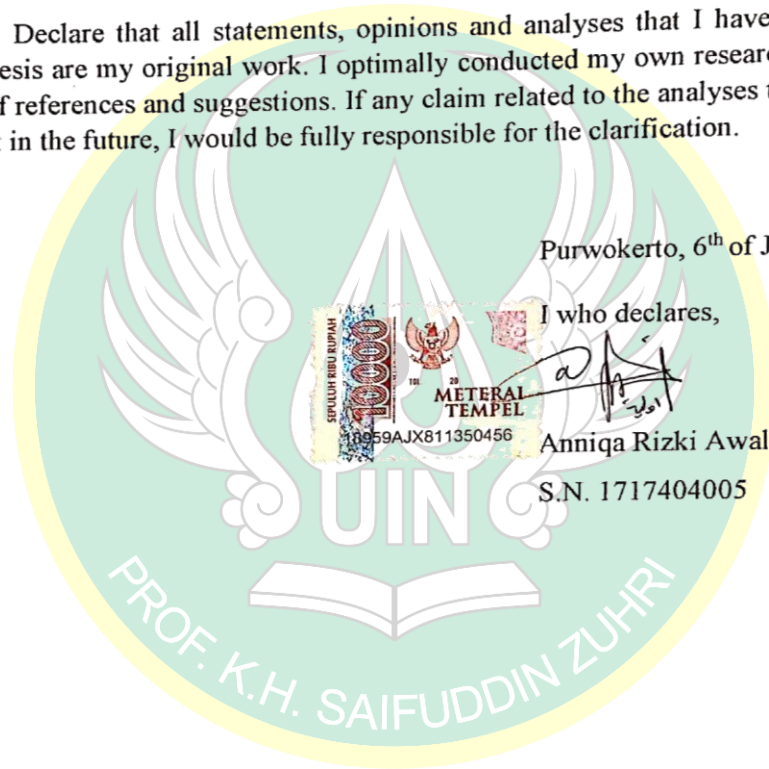 Declare that all statements, opinions and analyses that I have
esis are my original work. I optimally conducted my own resear
f references and suggestions. If any claim related to the analyses t
in the future, I would be fully responsible for the clarification.
Purwokerto, 6th of J
I who declares,
SEPULUH RIBU RUPIAH
10000
TGL. 20
METERAI
TEMPEL
18959AJX811350456
Anniqa Rizki Awal
S.N. 1717404005
UIN
PROF. K.H. SAIFUDDIN ZUHRI